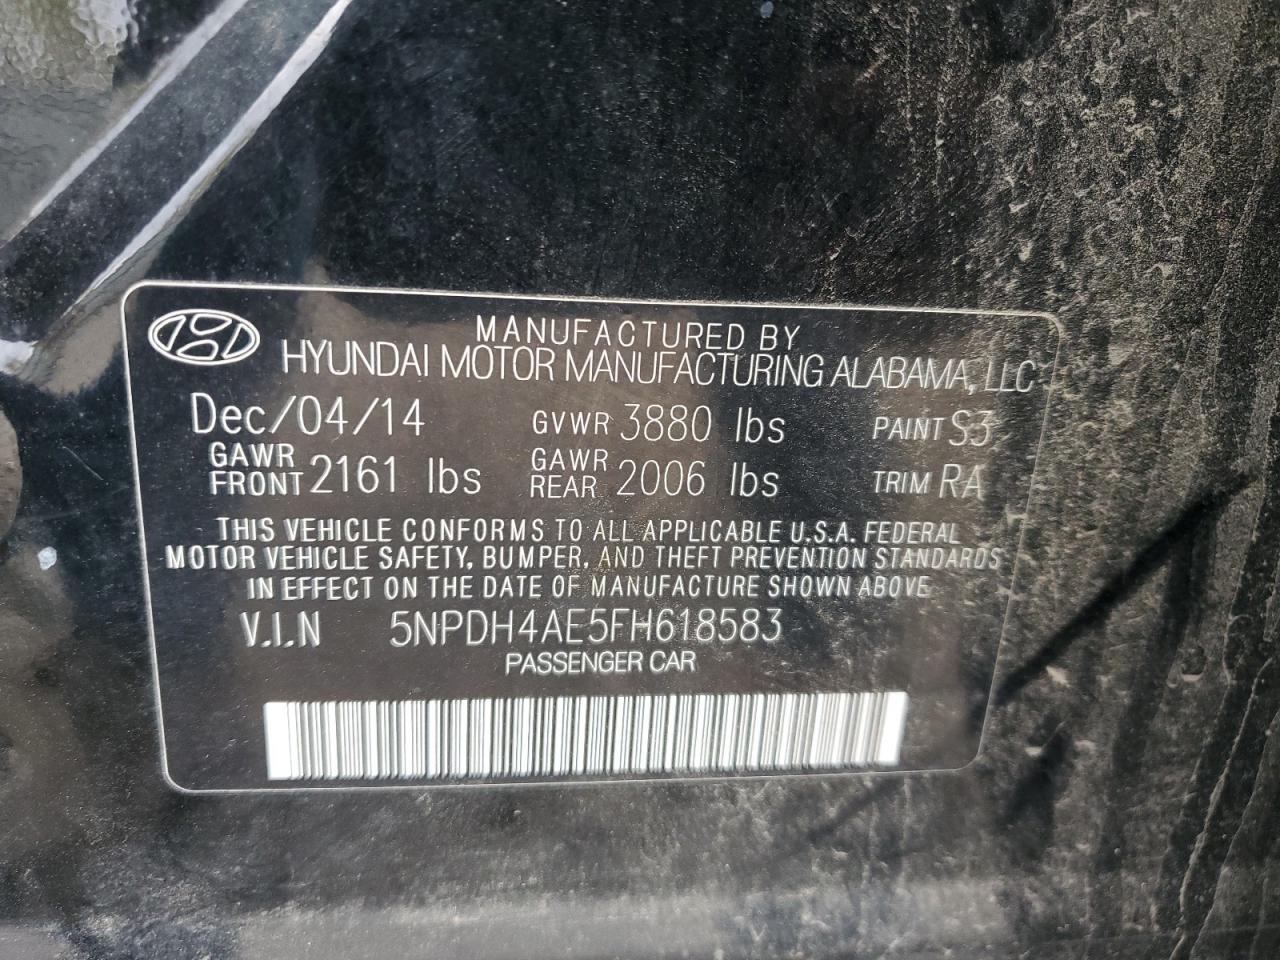 MANUFACTURED BY
HYUNDAI MOTOR MANUFACTURING ALABAMA, LLC
Dec/04/14 GVWR 3880 lbs PAINT S3
GAWR FRONT 2161 lbs GAWR REAR 2006 lbs TRIM RA
THIS VEHICLE CONFORMS TO ALL APPLICABLE U.S.A. FEDERAL
MOTOR VEHICLE SAFETY, BUMPER, AND THEFT PREVENTION STANDARDS
IN EFFECT ON THE DATE OF MANUFACTURE SHOWN ABOVE
V.I.N 5NPDH4AE5FH618583
PASSENGER CAR